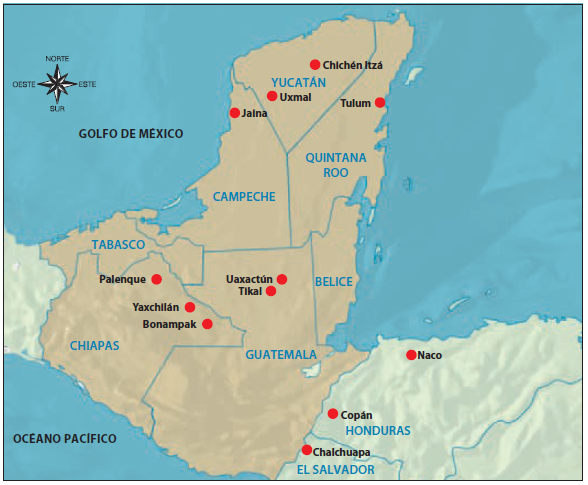 NORTE
OESTE
ESTE
SUR
Chichén Itzá
YUCATÁN
Uxmal
Tulum
Jaina
GOLFO DE MÉXICO
QUINTANA
ROO
CAMPECHE
TABASCO
Palenque
Uaxactún
Tikal
BELICE
Yaxchilán
Bonampak
CHIAPAS
GUATEMALA
Naco
Copán
HONDURAS
OCÉANO PACÍFICO
Chalchuapa
EL SALVADOR